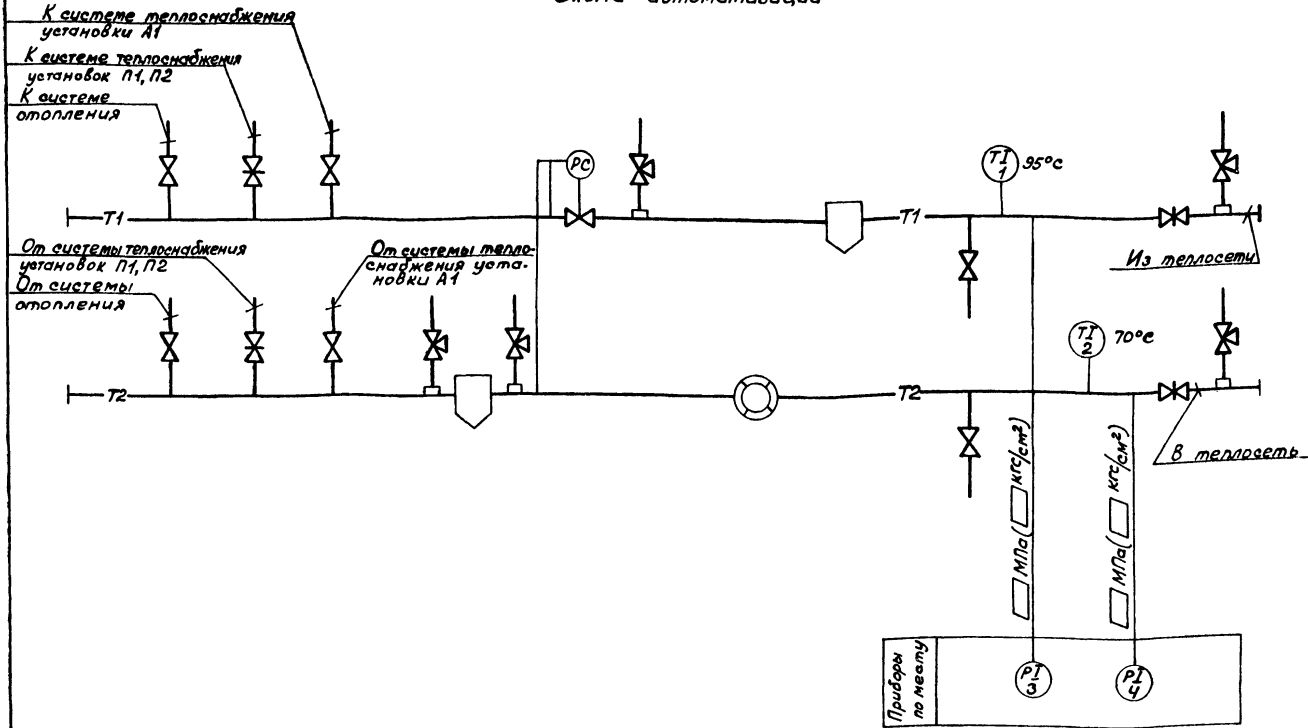 Схема автоматизации
К системе теплоснабжения
установки А1
К системе теплоснабжения
установок П1, П2
К системе
отопления
РС
TI
1
95°С
Т1
Т1
Из теплосети
От системы теплоснабжения
установок П1, П2
От системы
отопления
От системы тепло-
снабжения уста-
новки А1
TI
2
70°С
Т2
Т2
В теплосеть
МПа( кгс/см²)
МПа( кгс/см²)
Приборы
по месту
PI
3
PI
4